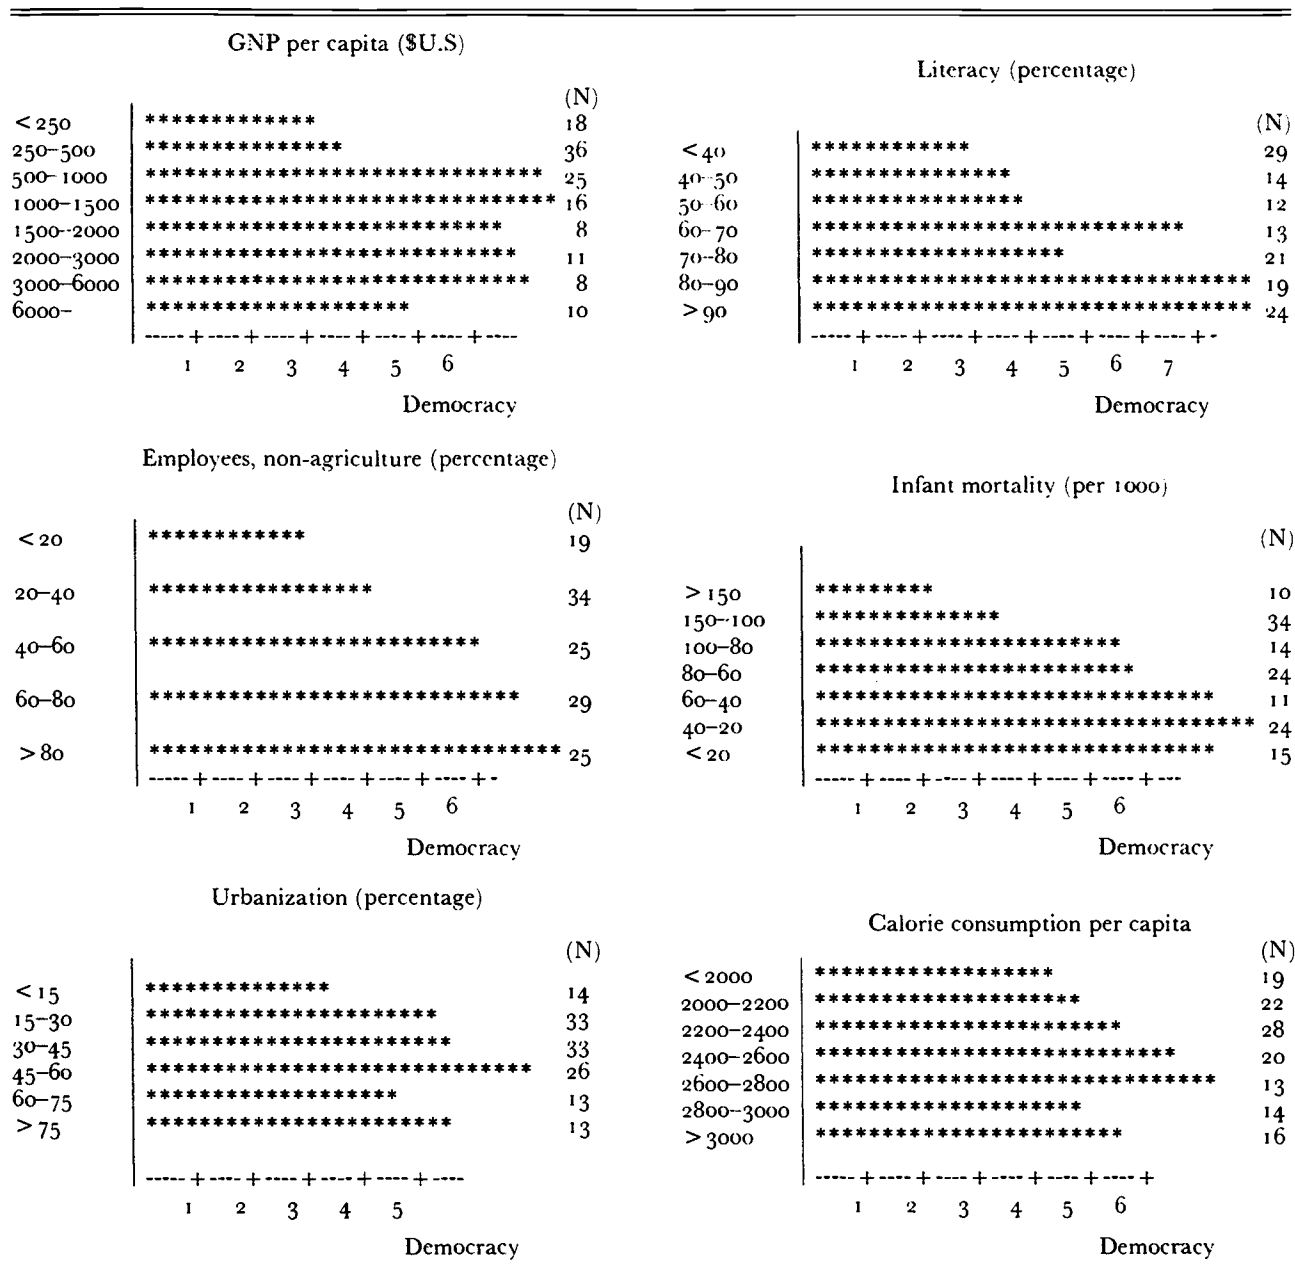 GNP per capita ($U.S)
(N)
<250 ************* 18
250–500 *************** 36
500–1000 ****************************** 25
1000–1500 ******************************* 16
1500–2000 *************************** 8
2000–3000 **************************** 11
3000–6000 ***************************** 8
6000– ******************** 10
-----+----+----+----+----+----+----
1 2 3 4 5 6
Democracy
Literacy (percentage)
(N)
<40 ************ 29
40–50 *************** 14
50–60 **************** 12
60–70 **************************** 13
70–80 ******************* 21
80–90 ********************************* 19
>90 ********************************* 24
-----+----+----+----+----+----+----+-
1 2 3 4 5 6 7
Democracy
Employees, non-agriculture (percentage)
(N)
<20 ************ 19
20–40 ***************** 34
40–60 ************************* 25
60–80 **************************** 29
>80 ******************************* 25
-----+----+----+----+----+----+-
1 2 3 4 5 6
Democracy
Infant mortality (per 1000)
(N)
>150 ********* 10
150–100 ************** 34
100–80 *********************** 14
80–60 ************************ 24
60–40 ****************************** 11
40–20 ********************************* 24
<20 ****************************** 15
-----+----+----+----+----+----+---
1 2 3 4 5 6
Democracy
Urbanization (percentage)
(N)
<15 ************** 14
15–30 ********************** 33
30–45 *********************** 33
45–60 ***************************** 26
60–75 ******************* 13
>75 *********************** 13
-----+----+----+----+----+----
1 2 3 4 5
Democracy
Calorie consumption per capita
(N)
<2000 ****************** 19
2000–2200 ******************** 22
2200–2400 *********************** 28
2400–2600 *************************** 20
2600–2800 ****************************** 13
2800–3000 ******************** 14
>3000 *********************** 16
-----+----+----+----+----+----+
1 2 3 4 5 6
Democracy